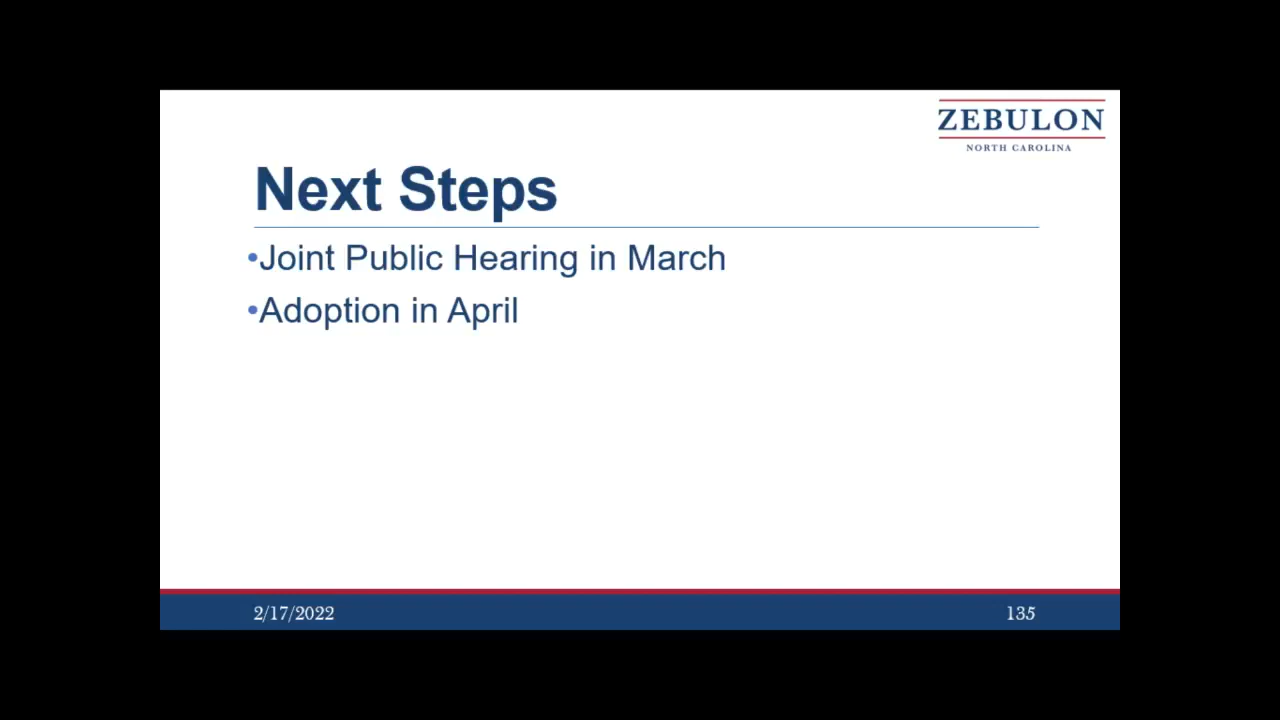 ZEBULON
NORTH CAROLINA
Next Steps
•Joint Public Hearing in March
•Adoption in April
2/17/2022
135